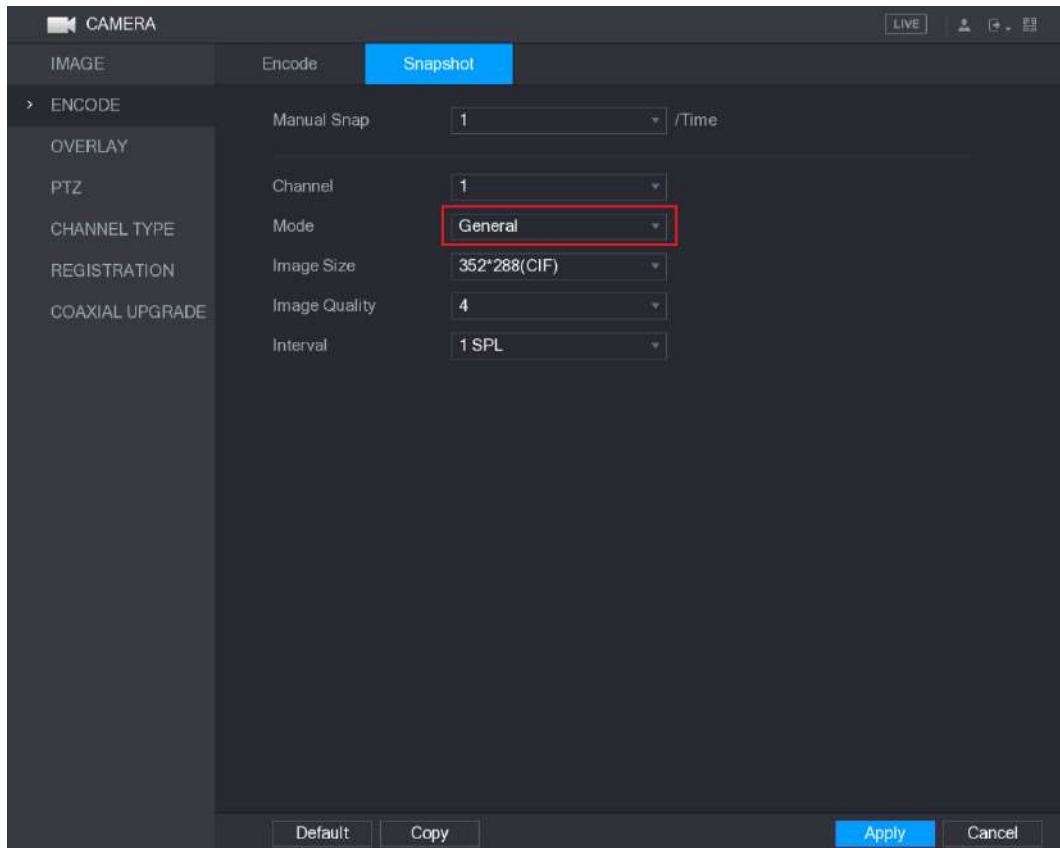 CAMERA
LIVE
IMAGE
Encode
Snapshot
ENCODE
Manual Snap
1
/Time
OVERLAY
PTZ
Channel
1
CHANNEL TYPE
Mode
General
REGISTRATION
Image Size
352*288(CIF)
COAXIAL UPGRADE
Image Quality
4
Interval
1 SPL
Default
Copy
Apply
Cancel